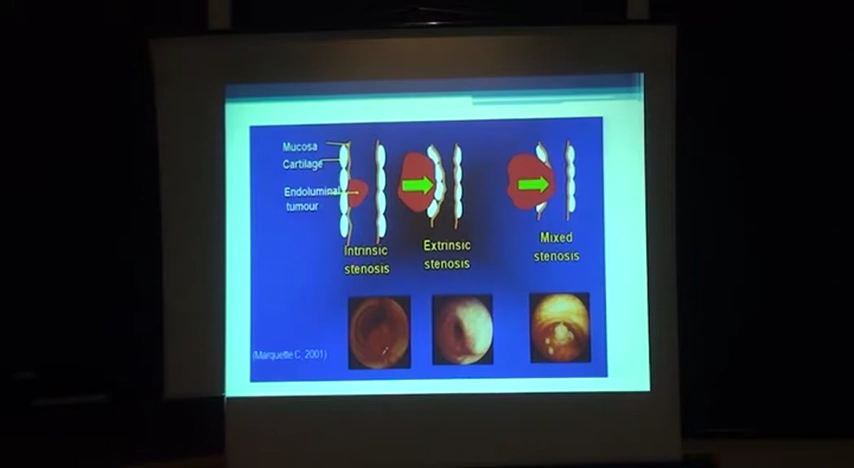 Mucosa
Cartilage
Endoluminal
tumour
Intrinsic
stenosis
Extrinsic
stenosis
Mixed
stenosis
(Marquette C, 2001)